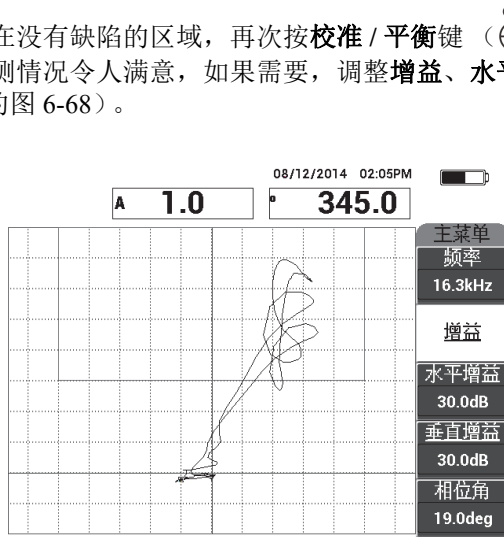 在没有缺陷的区域，再次按校准 / 平衡键 （
测情况令人满意，如果需要，调整增益、水
的图 6-68）。
08/12/2014 02:05PM
A 1.0
° 345.0
主菜单
频率
16.3kHz
增益
水平增益
30.0dB
垂直增益
30.0dB
相位角
19.0deg